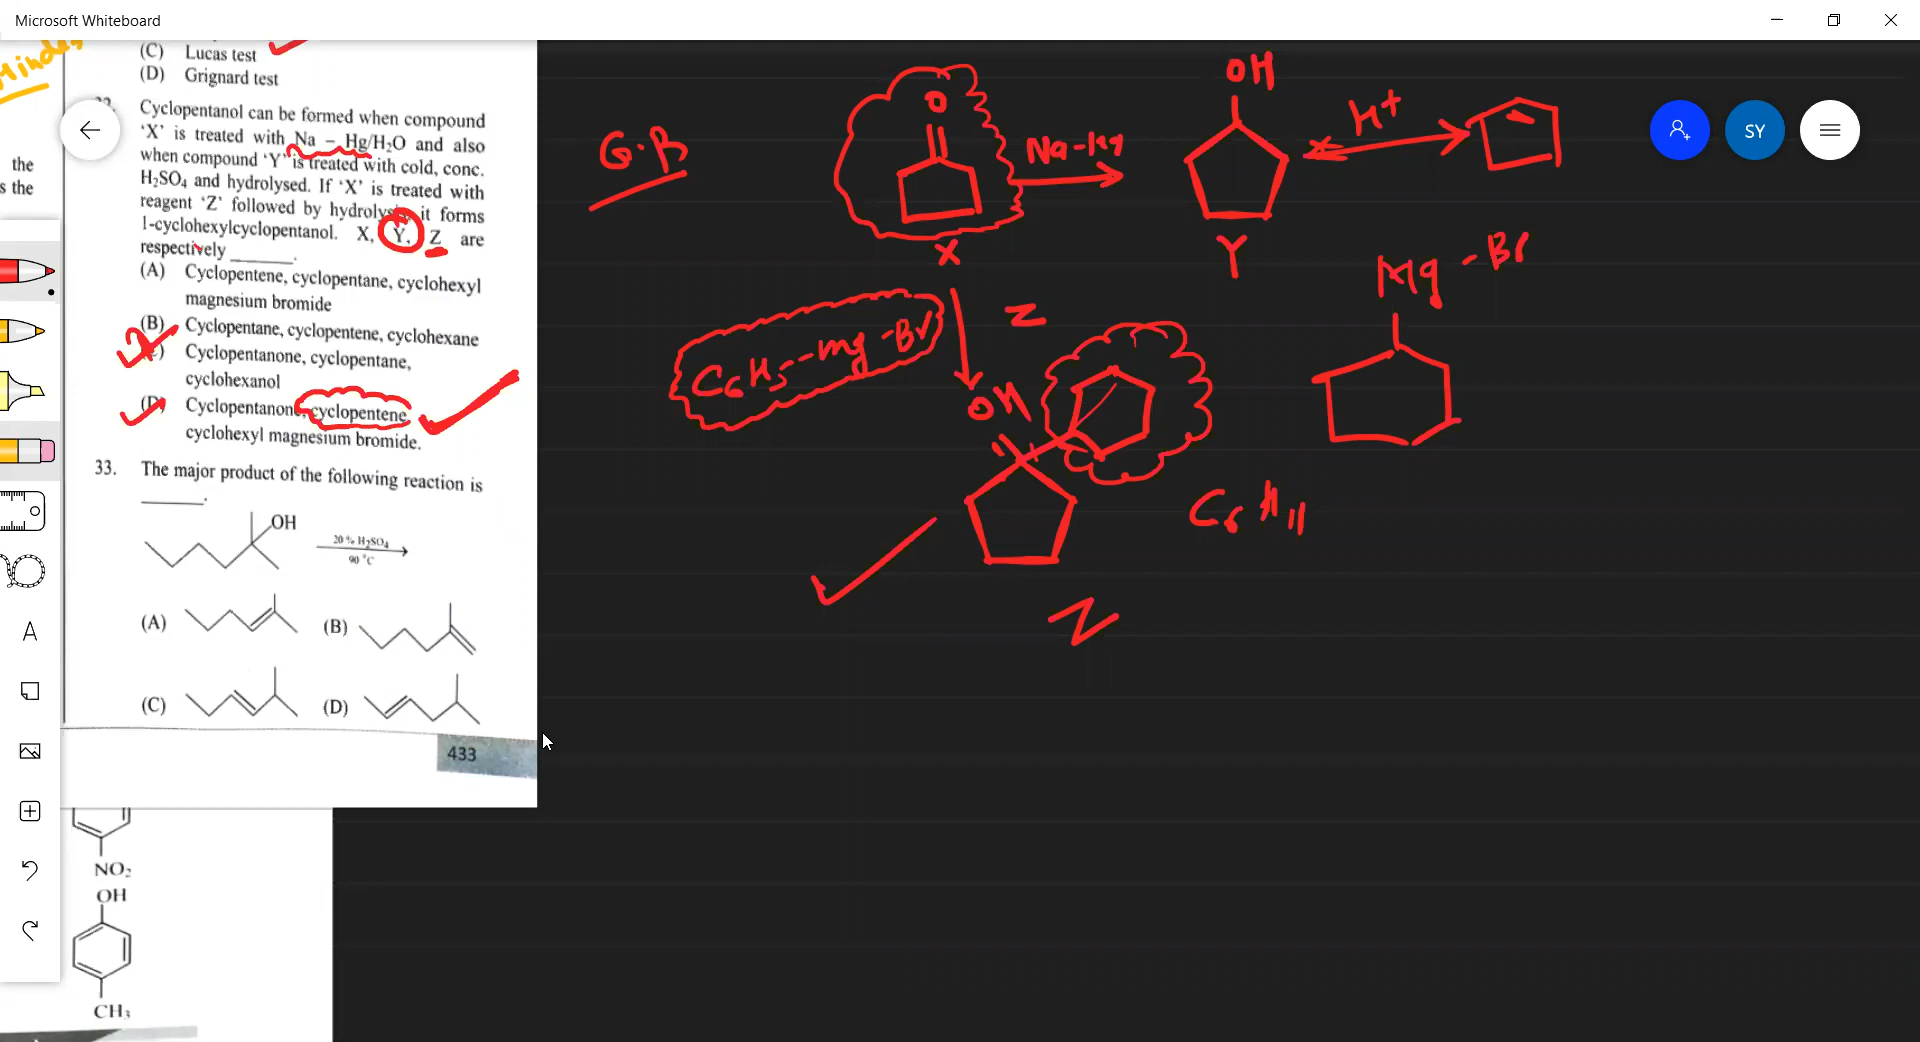 Microsoft Whiteboard
(C) Lucas test
(D) Grignard test
the
s the
Cyclopentanol can be formed when compound
‘X’ is treated with Na – Hg/H₂O and also
when compound ‘Y’ is treated with cold, conc.
H₂SO₄ and hydrolysed. If ‘X’ is treated with
reagent ‘Z’ followed by hydrolysis it forms
1-cyclohexylcyclopentanol. X, Y, Z are
respectively ______.
(A) Cyclopentene, cyclopentane, cyclohexyl
magnesium bromide
(B) Cyclopentane, cyclopentene, cyclohexane
(C) Cyclopentanone, cyclopentane,
cyclohexanol
(D) Cyclopentanone, cyclopentene,
cyclohexyl magnesium bromide.
33. The major product of the following reaction is
______.
OH
20 % H₂SO₄
90 °C
(A)
(B)
(C)
(D)
433
NO₂
OH
CH₃
G.R
O
Na-Hg
OH
H+
X
Y
Mg-Br
Z
C6H5-mg-Br
OH
C6H11
Z
SY
A